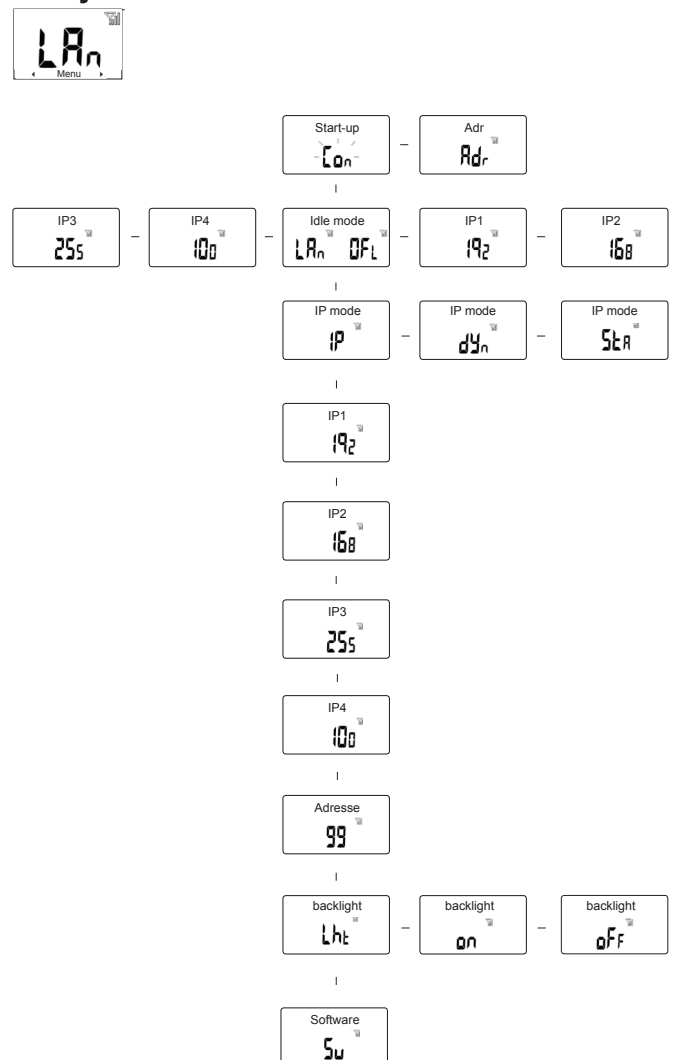 LAn
Menu
Start-up
Con
Adr
Adr
IP3
255
IP4
100
Idle mode
LAn OFL
IP1
192
IP2
168
IP mode
IP
IP mode
dYn
IP mode
StA
IP1
192
IP2
168
IP3
255
IP4
100
Adresse
99
backlight
Lht
backlight
on
backlight
oFF
Software